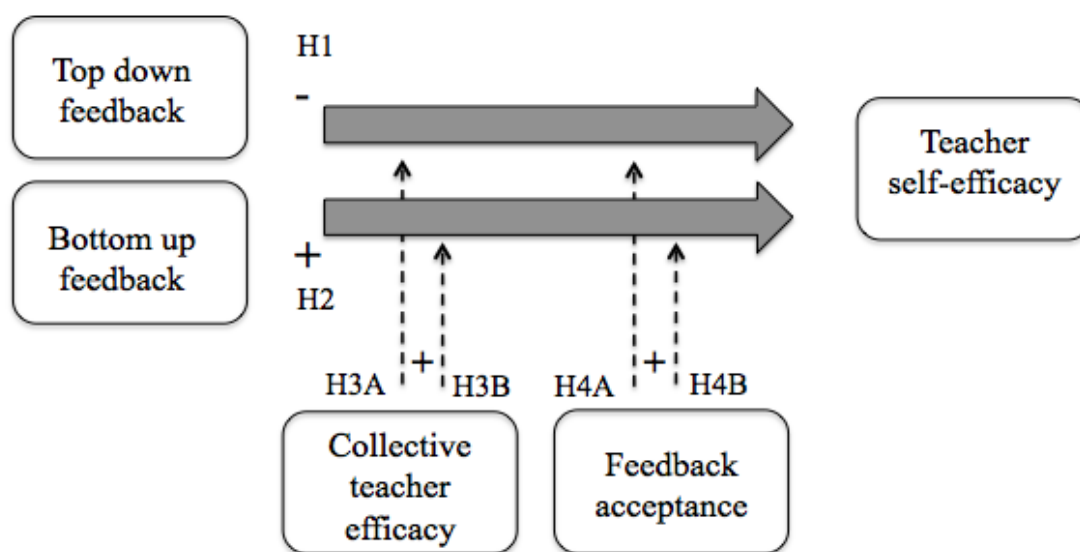 Top down
feedback
H1
-
Teacher
self-efficacy
Bottom up
feedback
+
H2
H3A
+
H3B
H4A
+
H4B
Collective
teacher
efficacy
Feedback
acceptance